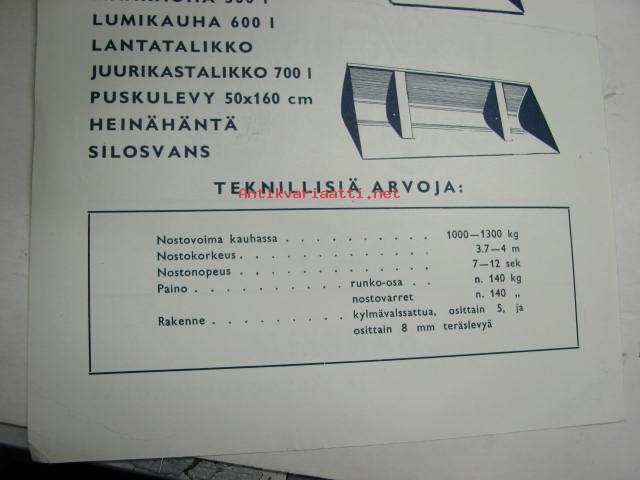 LUMIKAUHA 600 l
LANTATALIKKO
JUURIKASTALIKKO 700 l
PUSKULEVY 50x160 cm
HEINÄHÄNTÄ
SILOSVANS
TEKNILLISIÄ ARVOJA:
Antikvariaatti.net
Nostovoima kauhassa . . . . . . . . . . 1000—1300 kg
Nostokorkeus . . . . . . . . . . . . . 3.7—4 m
Nostonopeus . . . . . . . . . . . . . 7—12 sek
Paino . . . . . . . . . runko-osa . . n. 140 kg
nostovarret n. 140 „
Rakenne . . . . . . . . . kylmävalssattua, osittain 5, ja
osittain 8 mm teräslevyä